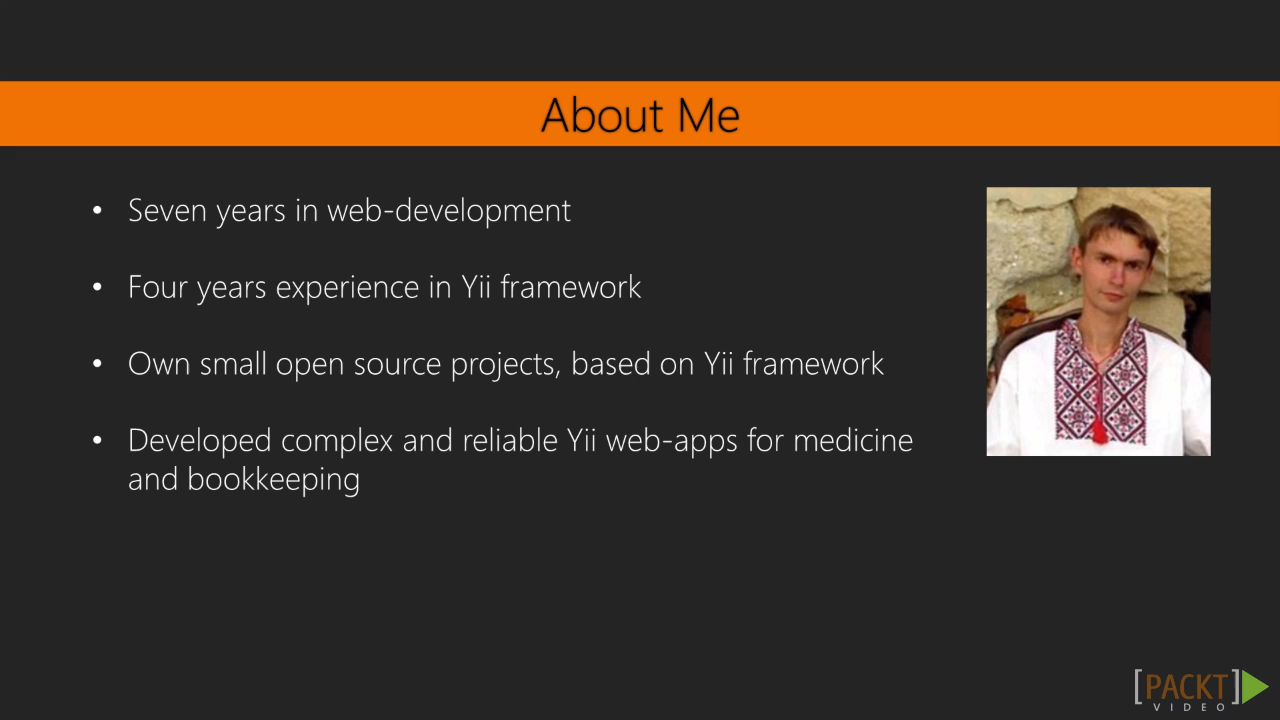 About Me
• Seven years in web-development
• Four years experience in Yii framework
• Own small open source projects, based on Yii framework
• Developed complex and reliable Yii web-apps for medicine
and bookkeeping
[PACKT]
VIDEO